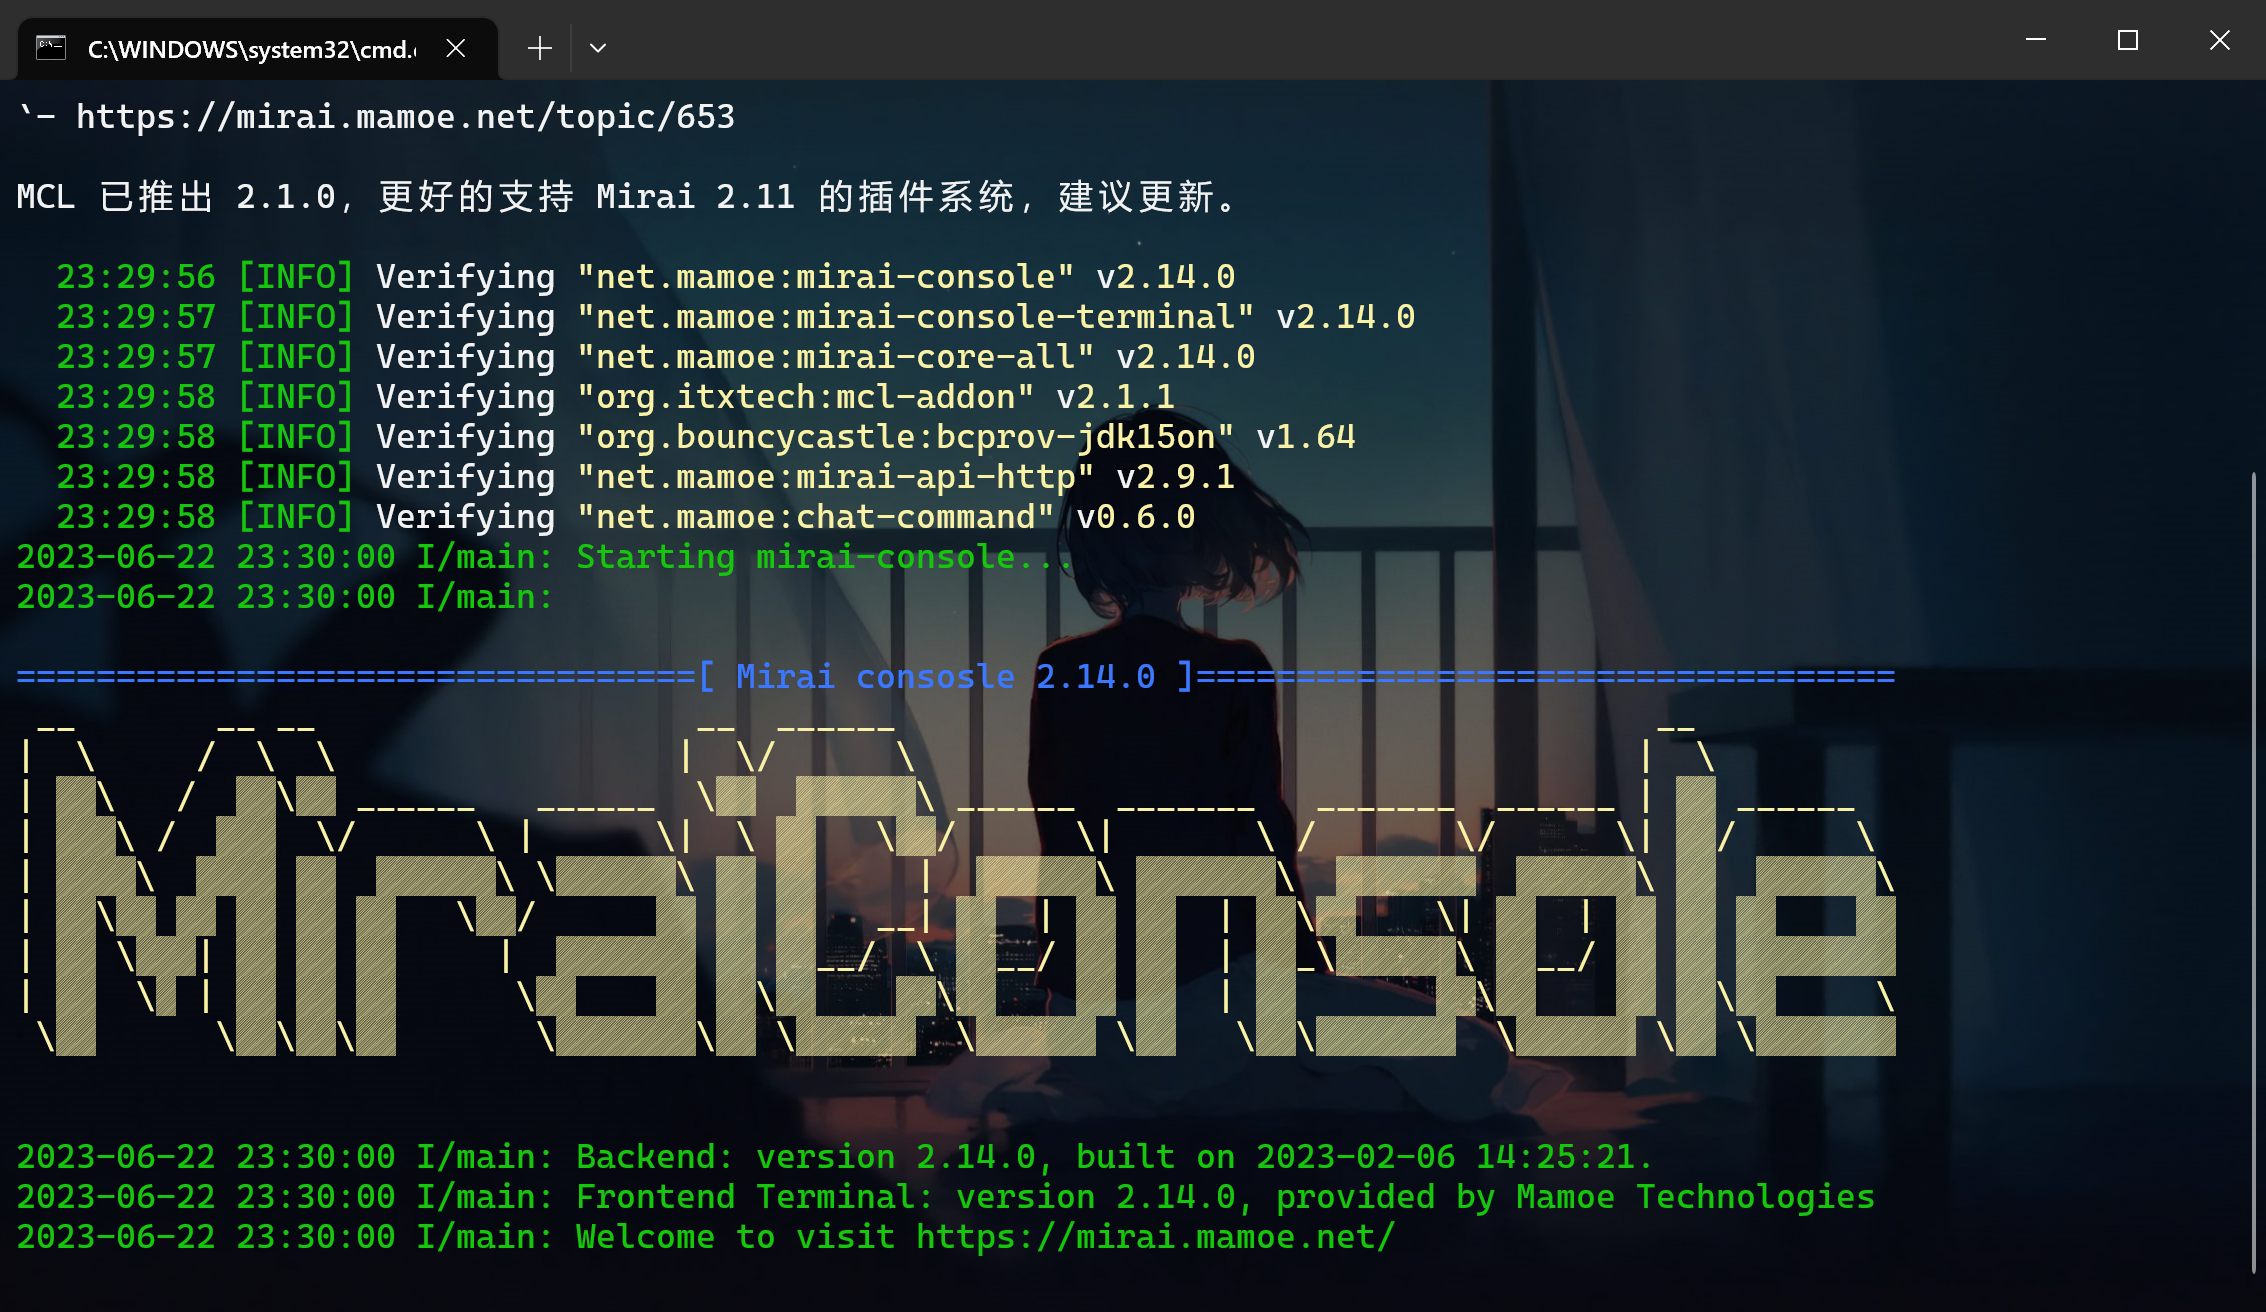 C:\WINDOWS\system32\cmd.e
`- https://mirai.mamoe.net/topic/653
MCL 已推出 2.1.0，更好的支持 Mirai 2.11 的插件系统，建议更新。
23:29:56 [INFO] Verifying "net.mamoe:mirai-console" v2.14.0
23:29:57 [INFO] Verifying "net.mamoe:mirai-console-terminal" v2.14.0
23:29:57 [INFO] Verifying "net.mamoe:mirai-core-all" v2.14.0
23:29:58 [INFO] Verifying "org.itxtech:mcl-addon" v2.1.1
23:29:58 [INFO] Verifying "org.bouncycastle:bcprov-jdk15on" v1.64
23:29:58 [INFO] Verifying "net.mamoe:mirai-api-http" v2.9.1
23:29:58 [INFO] Verifying "net.mamoe:chat-command" v0.6.0
2023-06-22 23:30:00 I/main: Starting mirai-console...
2023-06-22 23:30:00 I/main:
==================================[ Mirai consosle 2.14.0 ]===================================
MiraiConsole
2023-06-22 23:30:00 I/main: Backend: version 2.14.0, built on 2023-02-06 14:25:21.
2023-06-22 23:30:00 I/main: Frontend Terminal: version 2.14.0, provided by Mamoe Technologies
2023-06-22 23:30:00 I/main: Welcome to visit https://mirai.mamoe.net/